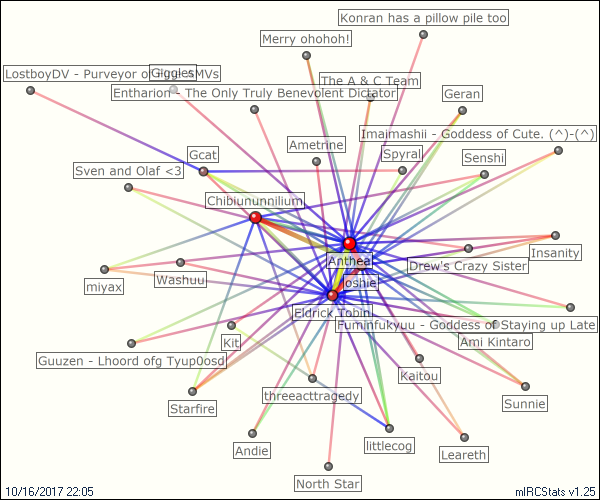 Konran has a pillow pile too
Merry ohohoh!
LostboyDV - Purveyor of AMVs
Giggles
The A & C Team
Entharion - The Only Truly Benevolent Dictator
Geran
Imaimashii - Goddess of Cute. (^)-(^)
Ametrine
Gcat
Spyral
Senshi
Sven and Olaf <3
Chibiununnilium
Anthea
Insanity
Drew's Crazy Sister
miyax
Washuu
Joshie
Eldrick Tobin
Fuminfukyuu - Goddess of Staying up Late
Kit
Ami Kintaro
Guuzen - Lhoord ofg Tyup0osd
Kaitou
threeacttragedy
Starfire
Sunnie
Andie
littlecog
Leareth
North Star
10/16/2017 22:05
mIRCStats v1.25